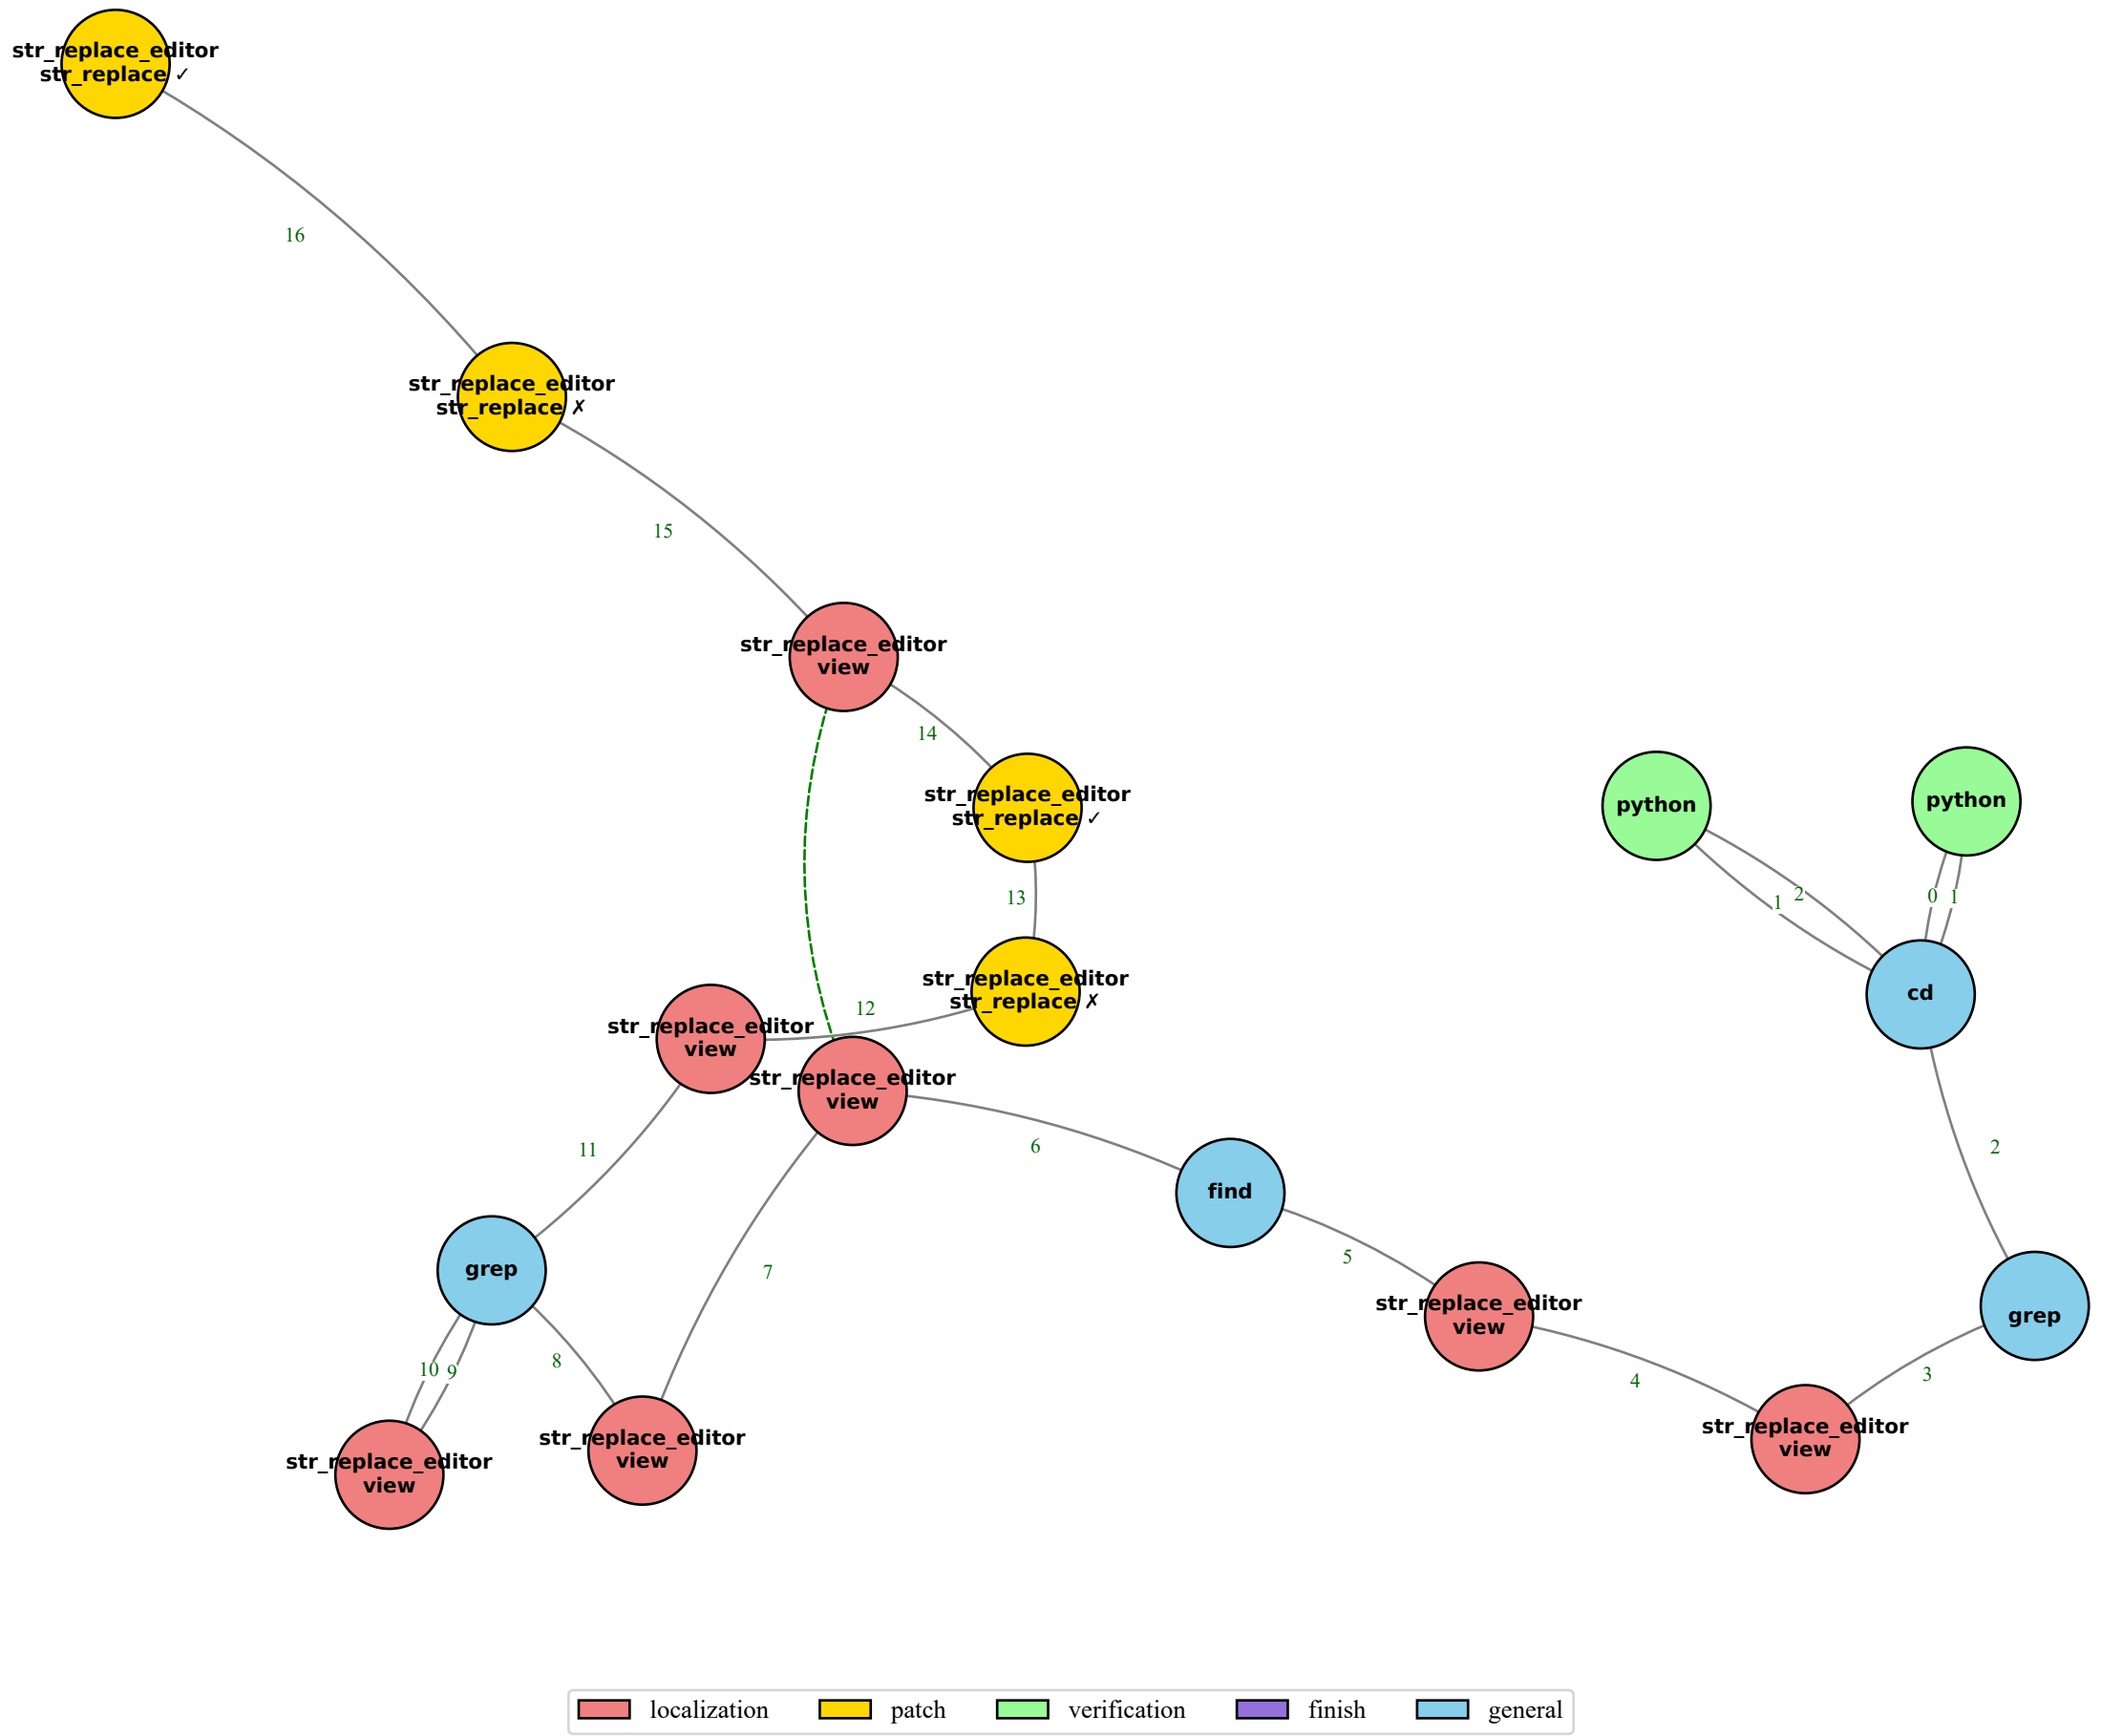 str_replace_editor
str_replace ✓
16
str_replace_editor
str_replace ✗
15
str_replace_editor
view
14
str_replace_editor
str_replace ✓
python
python
13
1
2
0
1
str_replace_editor
str_replace ✗
cd
12
str_replace_editor
view
str_replace_editor
view
11
6
2
find
grep
7
5
grep
str_replace_editor
view
8
10
9
4
3
str_replace_editor
view
str_replace_editor
view
str_replace_editor
view
localization
patch
verification
finish
general